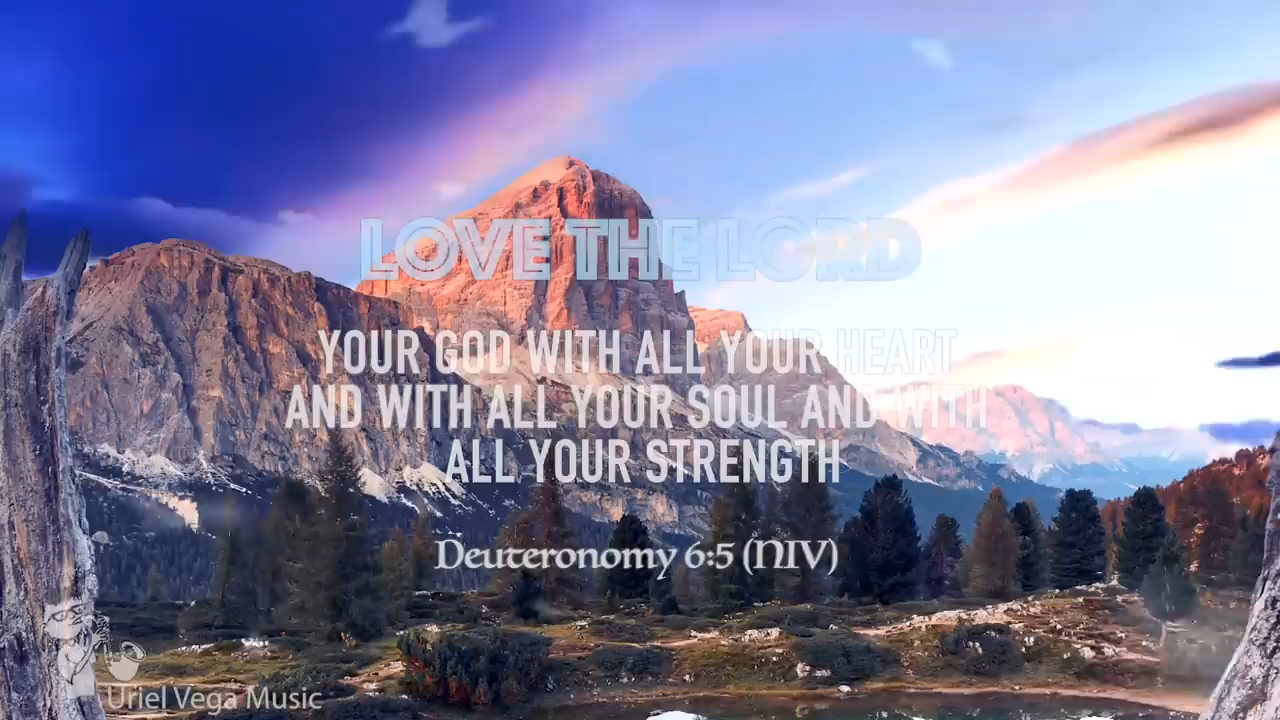 LOVE THE LORD
YOUR GOD WITH ALL YOUR HEART
AND WITH ALL YOUR SOUL AND WITH
ALL YOUR STRENGTH
Deuteronomy 6:5 (NIV)
Uriel Vega Music